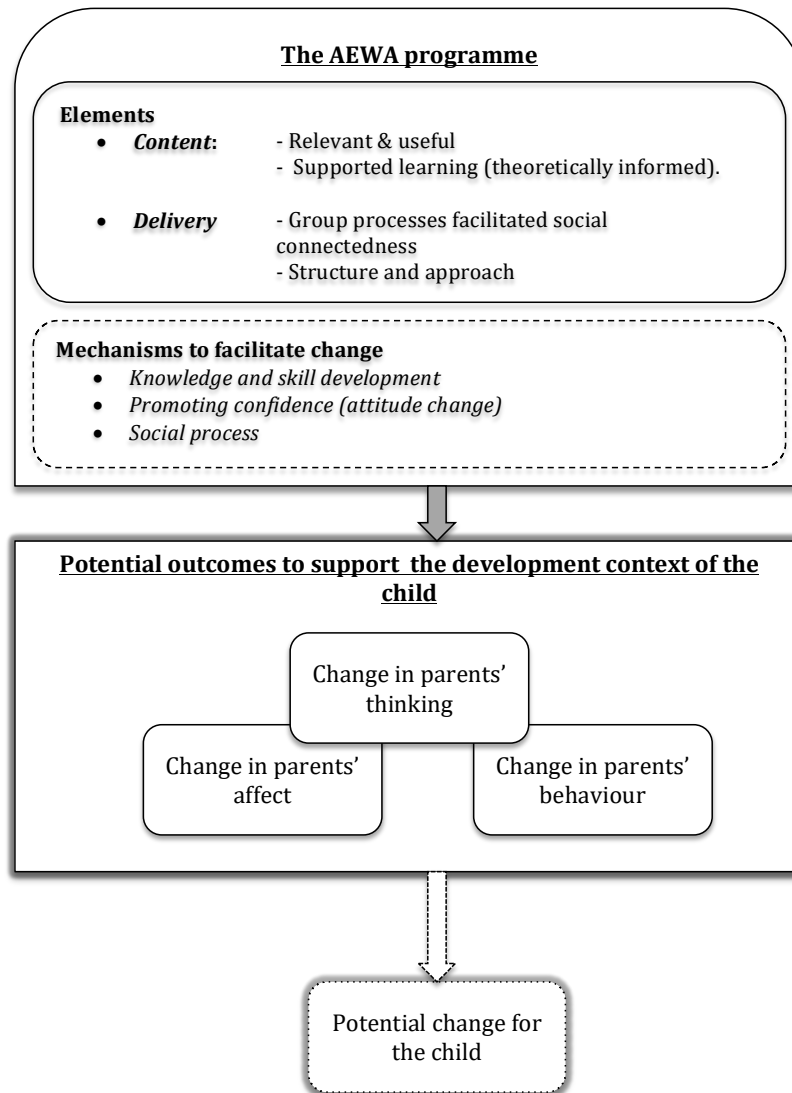 The AEWA programme
Elements
• Content: - Relevant & useful
- Supported learning (theoretically informed).
• Delivery - Group processes facilitated social
connectedness
- Structure and approach
Mechanisms to facilitate change
• Knowledge and skill development
• Promoting confidence (attitude change)
• Social process
Potential outcomes to support the development context of the
child
Change in parents’
thinking
Change in parents’
affect
Change in parents’
behaviour
Potential change for
the child